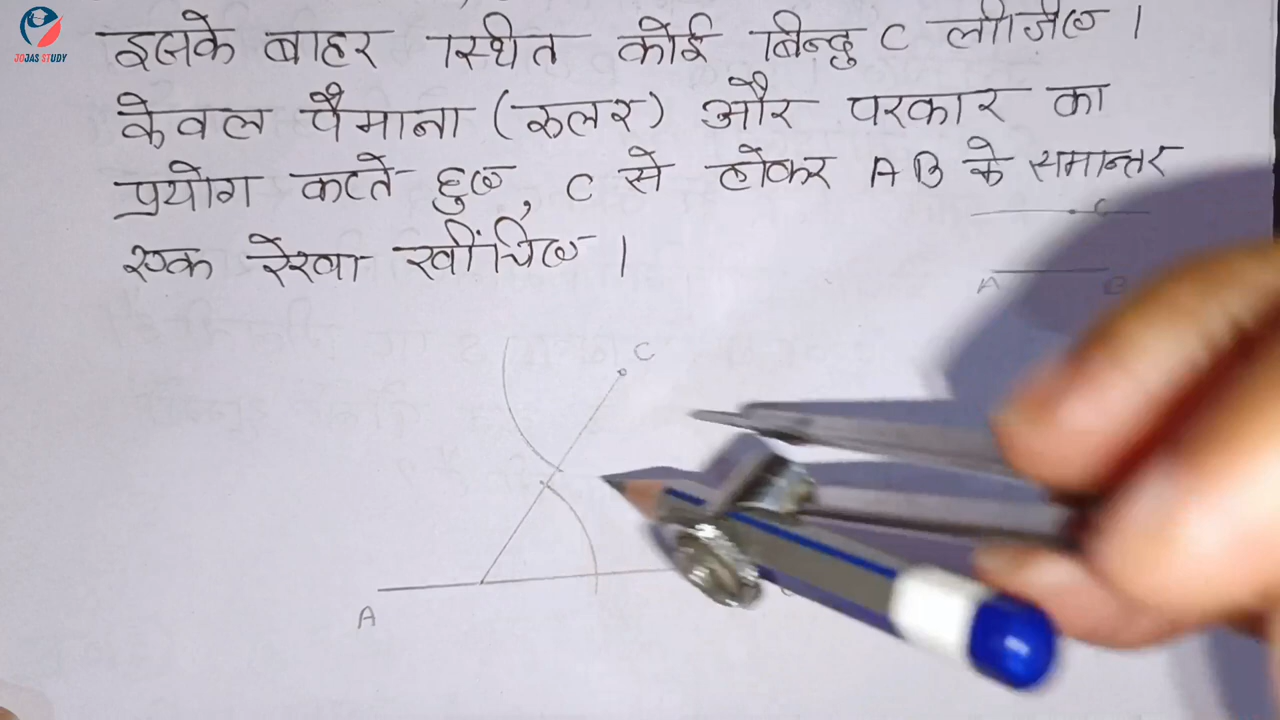 JOJAS STUDY
इसके बाहर स्थित कोई बिन्दु C लीजिए।
केवल पैमाना (रुलर) और परकार का
प्रयोग करते हुए, C से होकर AB के समान्तर
एक रेखा खींचिए।
C
A B
C
A